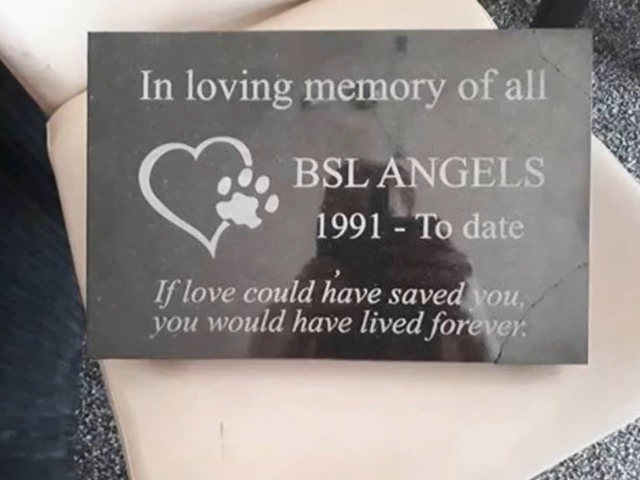 In loving memory of all
BSL ANGELS
1991 - To date
If love could have saved you,
you would have lived forever.